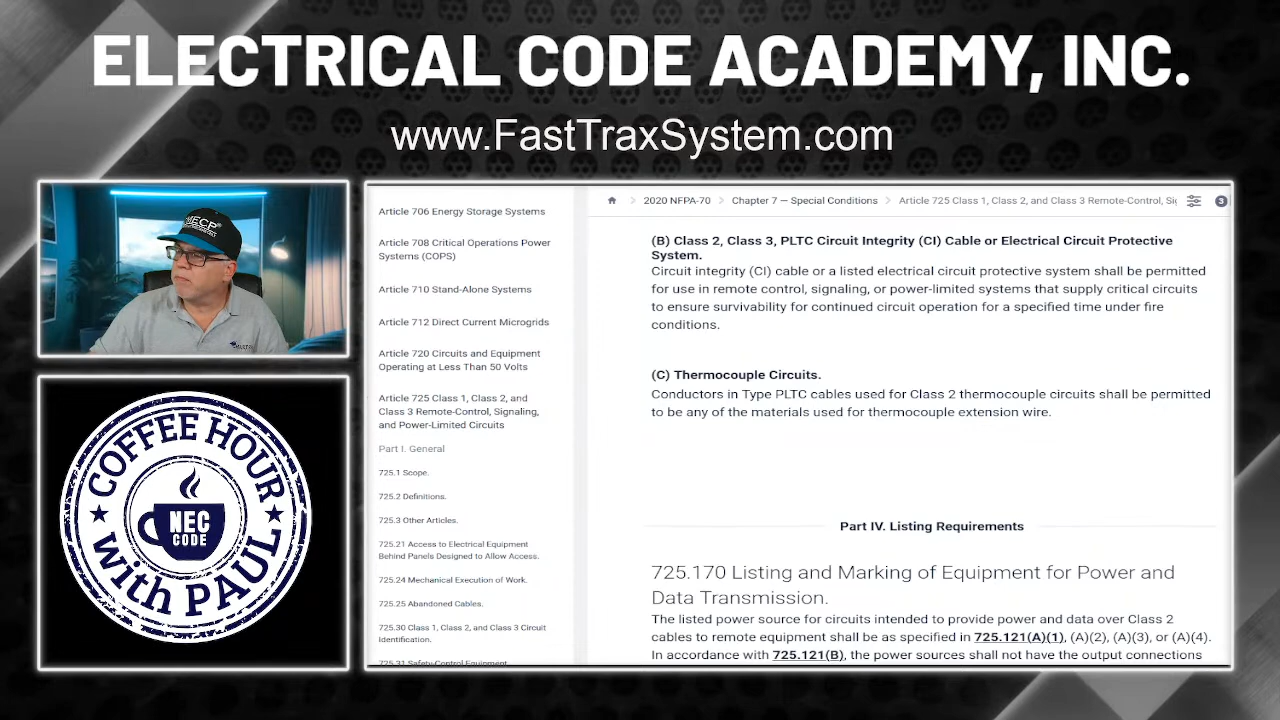 ELECTRICAL CODE ACADEMY, INC.
www.FastTraxSystem.com
MECP®
COFFEE HOUR
NEC
CODE
with PAUL
Article 706 Energy Storage Systems
Article 708 Critical Operations Power
Systems (COPS)
Article 710 Stand-Alone Systems
Article 712 Direct Current Microgrids
Article 720 Circuits and Equipment
Operating at Less Than 50 Volts
Article 725 Class 1, Class 2, and
Class 3 Remote-Control, Signaling,
and Power-Limited Circuits
Part I. General
725.1 Scope.
725.2 Definitions.
725.3 Other Articles.
725.21 Access to Electrical Equipment
Behind Panels Designed to Allow Access.
725.24 Mechanical Execution of Work.
725.25 Abandoned Cables.
725.30 Class 1, Class 2, and Class 3 Circuit
Identification.
725.31 Safety-Control Equipment
2020 NFPA-70 > Chapter 7 — Special Conditions > Article 725 Class 1, Class 2, and Class 3 Remote-Control, Sig 3
(B) Class 2, Class 3, PLTC Circuit Integrity (CI) Cable or Electrical Circuit Protective
System.
Circuit integrity (CI) cable or a listed electrical circuit protective system shall be permitted
for use in remote control, signaling, or power-limited systems that supply critical circuits
to ensure survivability for continued circuit operation for a specified time under fire
conditions.
(C) Thermocouple Circuits.
Conductors in Type PLTC cables used for Class 2 thermocouple circuits shall be permitted
to be any of the materials used for thermocouple extension wire.
Part IV. Listing Requirements
725.170 Listing and Marking of Equipment for Power and
Data Transmission.
The listed power source for circuits intended to provide power and data over Class 2
cables to remote equipment shall be as specified in 725.121(A)(1), (A)(2), (A)(3), or (A)(4).
In accordance with 725.121(B), the power sources shall not have the output connections